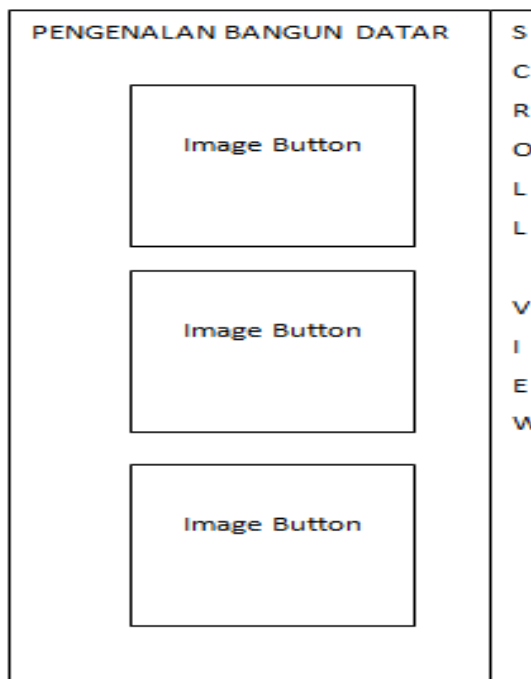 PENGENALAN BANGUN DATAR
Image Button
Image Button
Image Button
S
C
R
O
L
L
V
I
E
W